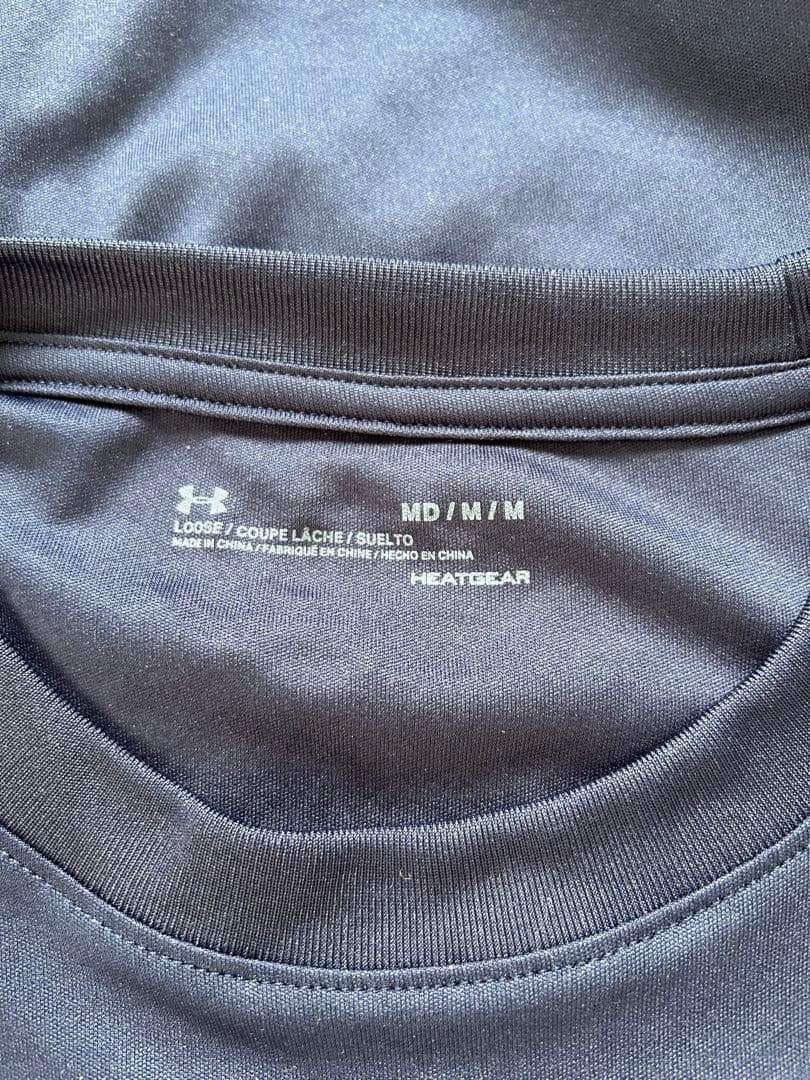 MD / M / M
LOOSE / COUPE LÂCHE / SUELTO
MADE IN CHINA / FABRIQUÉ EN CHINE / HECHO EN CHINA
HEATGEAR